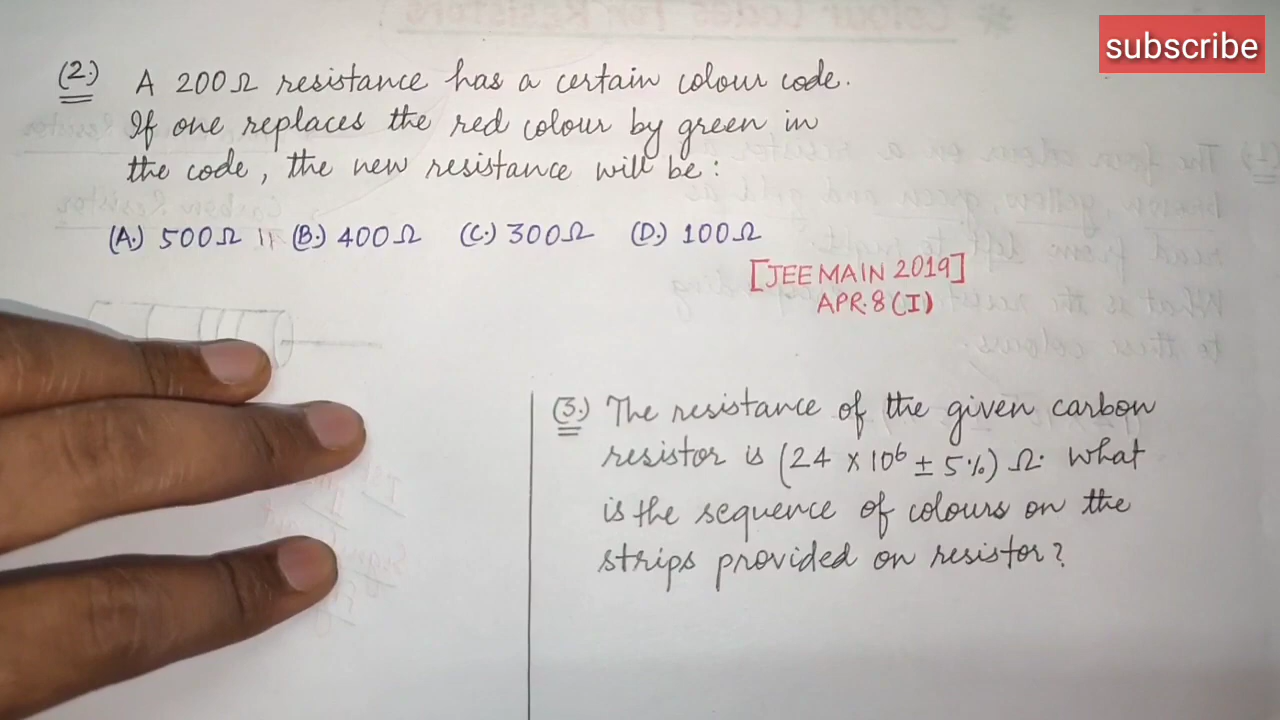 subscribe
(2.) A 200Ω resistance has a certain colour code.
If one replaces the red colour by green in
the code, the new resistance will be:
(A.) 500Ω (B.) 400Ω (C.) 300Ω (D.) 100Ω
[JEE MAIN 2019]
APR. 8 (I)
(3.) The resistance of the given carbon
resistor is (24 × 10⁶ ± 5%) Ω. What
is the sequence of colours on the
strips provided on resistor?